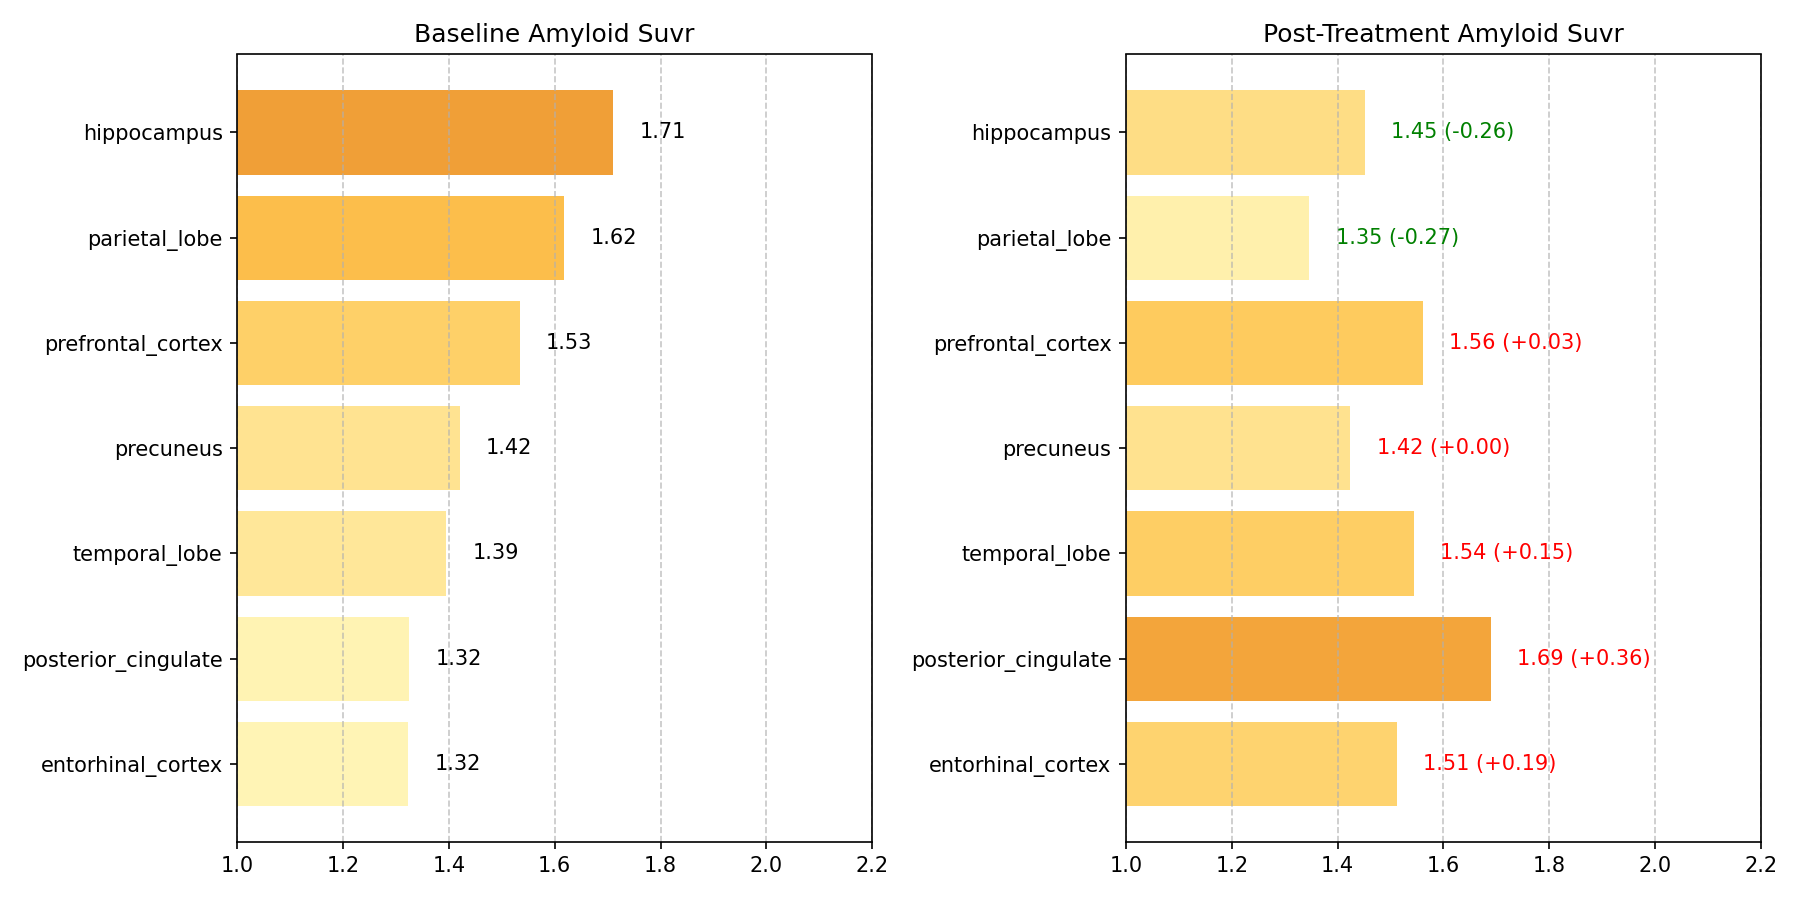 Baseline Amyloid Suvr
hippocampus 1.71
parietal_lobe 1.62
prefrontal_cortex 1.53
precuneus 1.42
temporal_lobe 1.39
posterior_cingulate 1.32
entorhinal_cortex 1.32
1.0 1.2 1.4 1.6 1.8 2.0 2.2
Post-Treatment Amyloid Suvr
hippocampus 1.45 (-0.26)
parietal_lobe 1.35 (-0.27)
prefrontal_cortex 1.56 (+0.03)
precuneus 1.42 (+0.00)
temporal_lobe 1.54 (+0.15)
posterior_cingulate 1.69 (+0.36)
entorhinal_cortex 1.51 (+0.19)
1.0 1.2 1.4 1.6 1.8 2.0 2.2